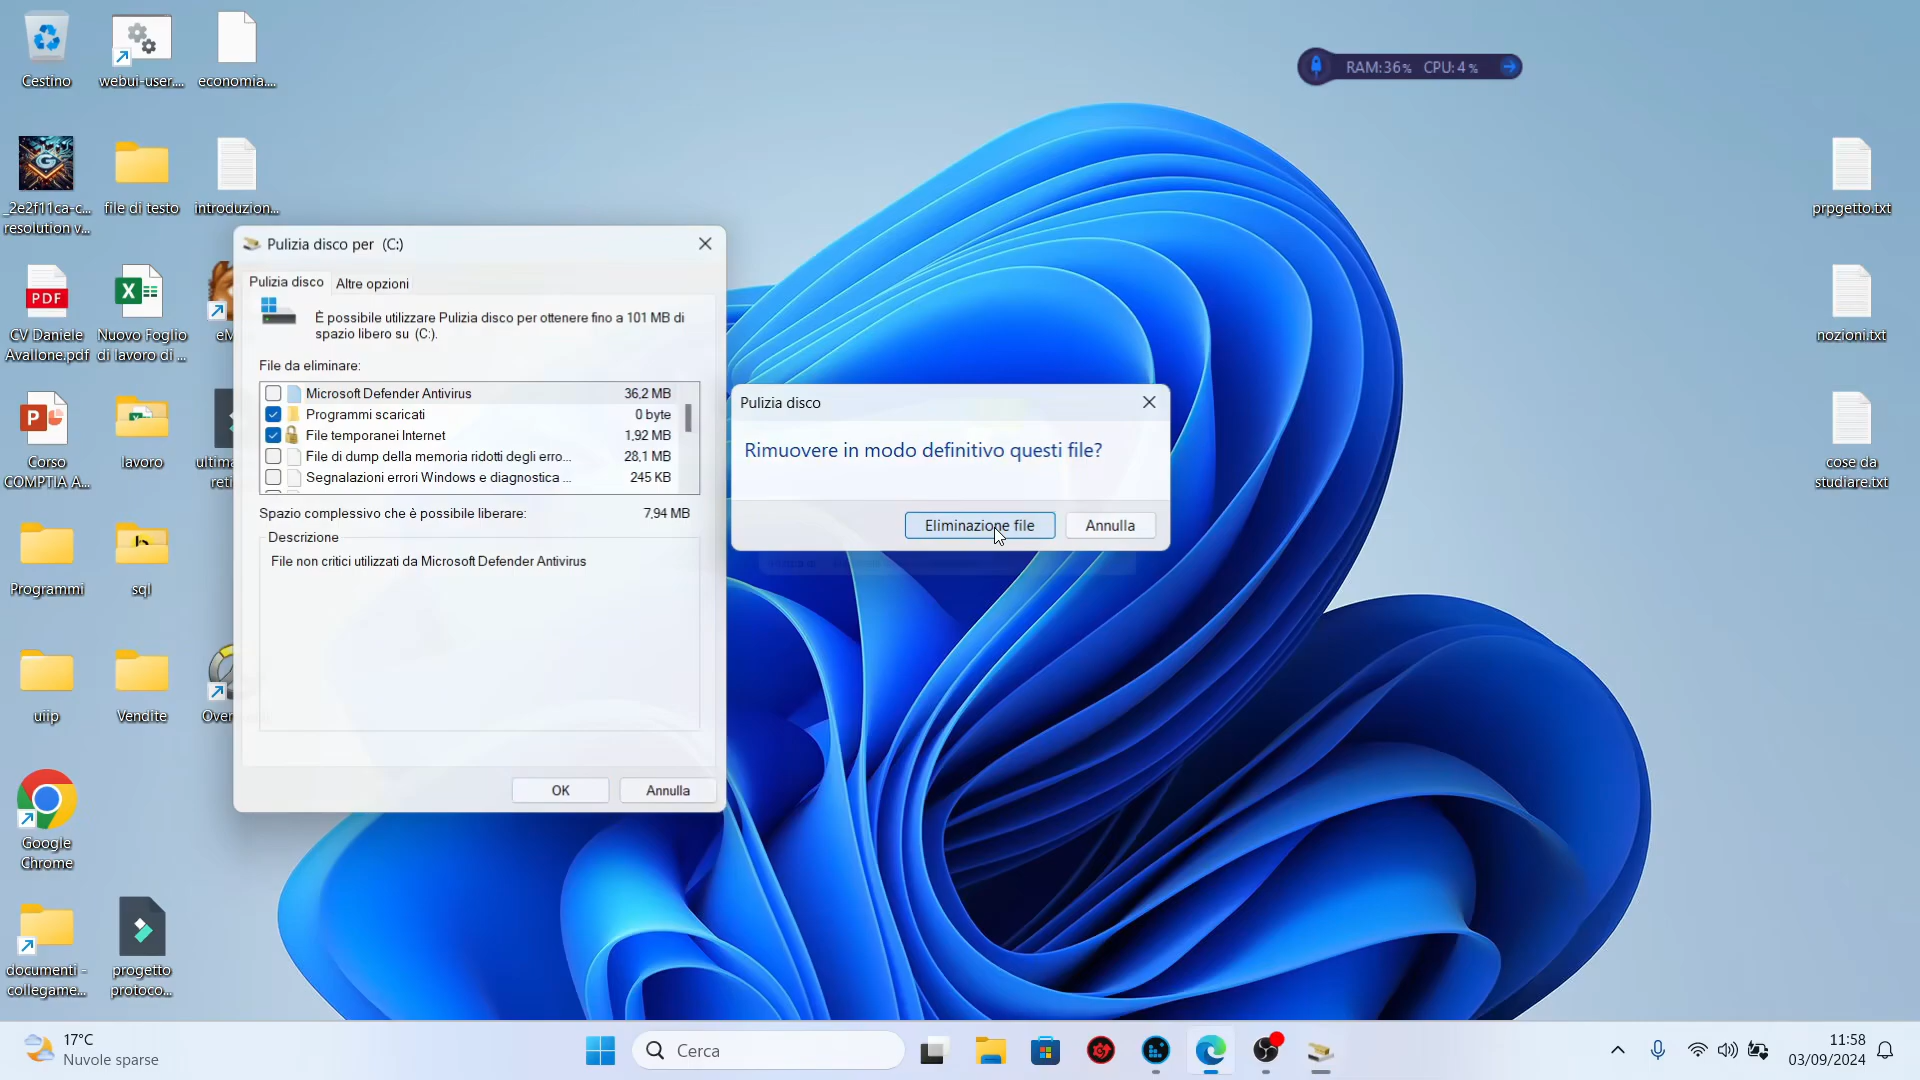 Cestino
webui-user....
economia....
RAM:36% CPU:4%
_2e2f11ca-c...
resolution v...
file di testo
introduzion...
prpgetto.txt
PDF
CV Daniele
Avallone.pdf
Nuovo Foglio
di lavoro di ...
nozioni.txt
Corso
COMPTIA A...
lavoro
cose da
studiare.txt
Programmi
sql
uiip
Vendite
Google
Chrome
documenti -
collegame...
progetto
protoco...
Pulizia disco per (C:)
Pulizia disco
Altre opzioni
È possibile utilizzare Pulizia disco per ottenere fino a 101 MB di
spazio libero su (C:).
File da eliminare:
Microsoft Defender Antivirus 36,2 MB
Programmi scaricati 0 byte
File temporanei Internet 1,92 MB
File di dump della memoria ridotti degli erro... 28,1 MB
Segnalazioni errori Windows e diagnostica ... 245 KB
Spazio complessivo che è possibile liberare: 7,94 MB
Descrizione
File non critici utilizzati da Microsoft Defender Antivirus
OK
Annulla
Pulizia disco
Rimuovere in modo definitivo questi file?
Eliminazione file
Annulla
17°C
Nuvole sparse
Cerca
11:58
03/09/2024